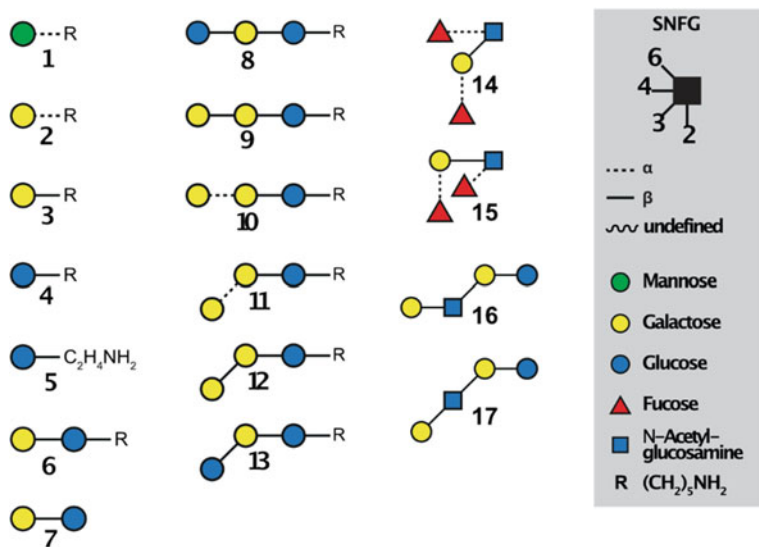 R
1
R
2
R
3
R
4
C2H4NH2
5
R
6
7
R
8
R
9
R
10
R
11
R
12
R
13
14
15
16
17
SNFG
6
4
3
2
α
β
undefined
Mannose
Galactose
Glucose
Fucose
N-Acetyl-
glucosamine
R (CH2)5NH2